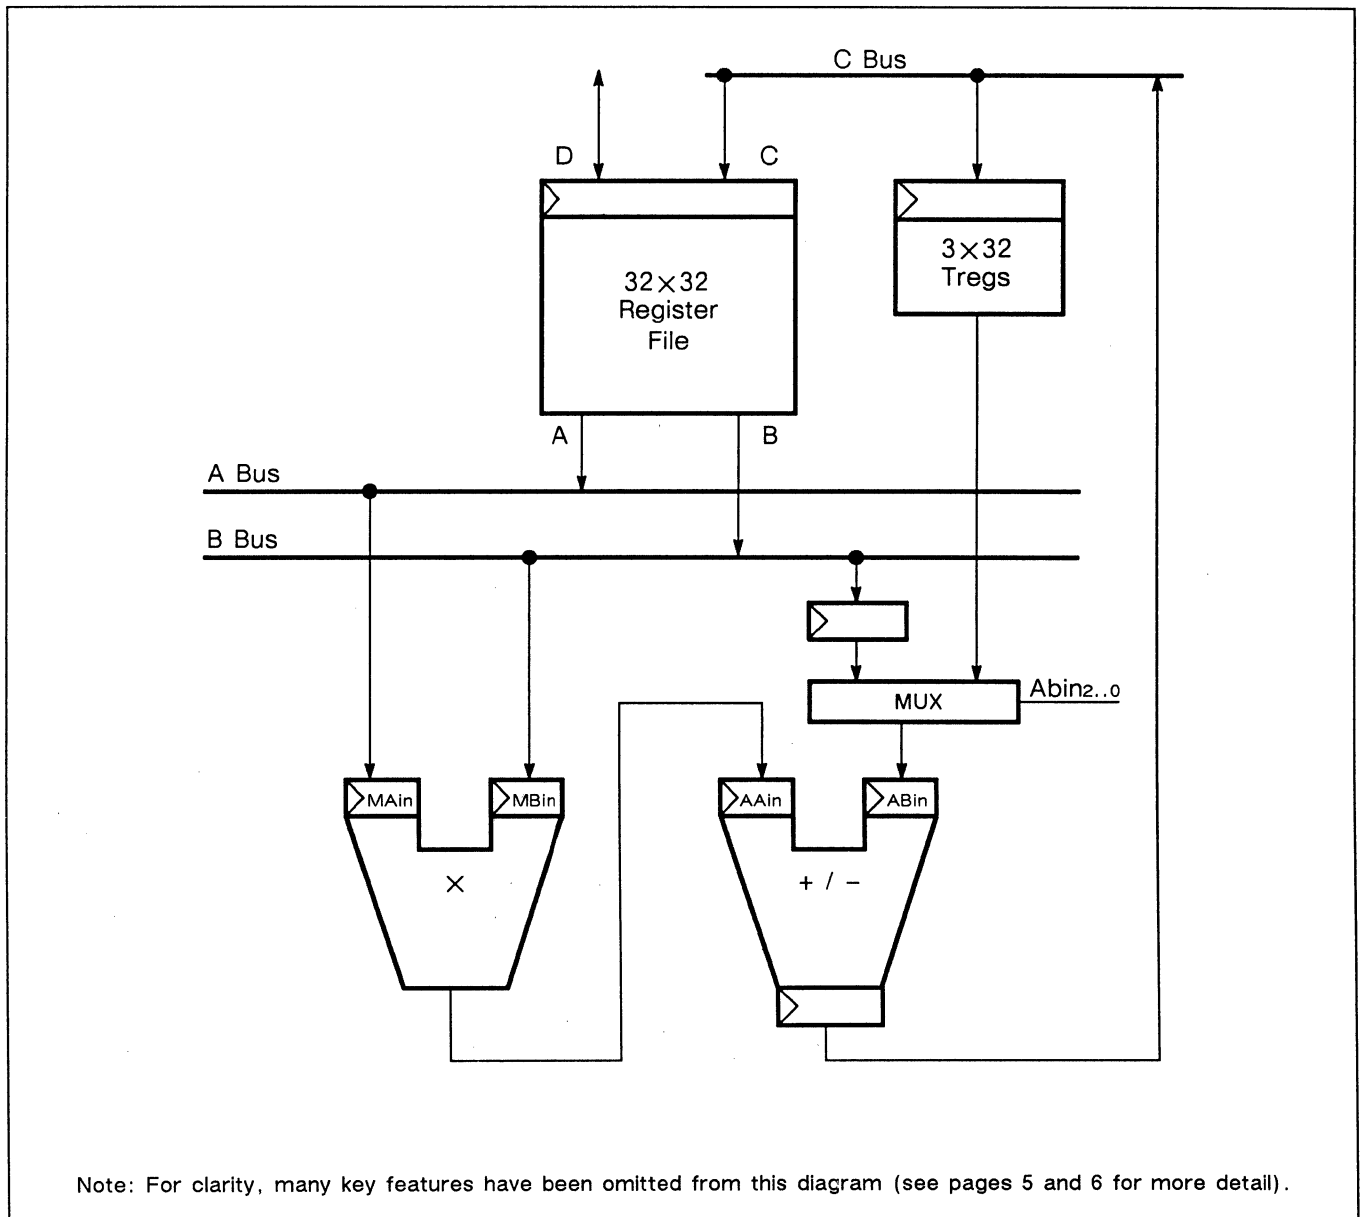 C Bus
D
C
3×32
Tregs
32×32
Register
File
A
B
A Bus
B Bus
MUX
Abin2..0
MAin
MBin
AAin
ABin
×
+ / −
Note: For clarity, many key features have been omitted from this diagram (see pages 5 and 6 for more detail).